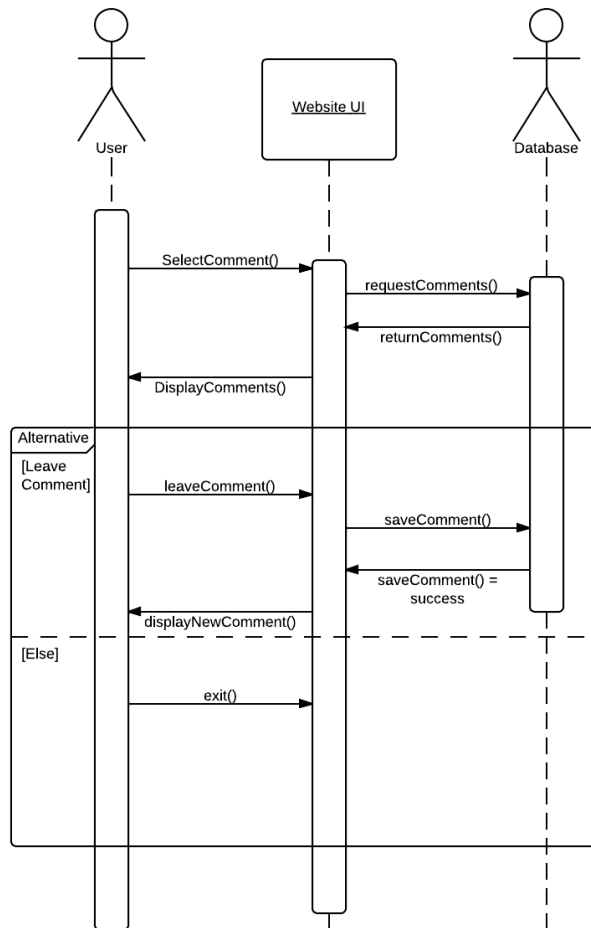 User
Website UI
Database
SelectComment()
requestComments()
returnComments()
DisplayComments()
Alternative
[Leave
Comment]
leaveComment()
saveComment()
saveComment() =
success
displayNewComment()
[Else]
exit()